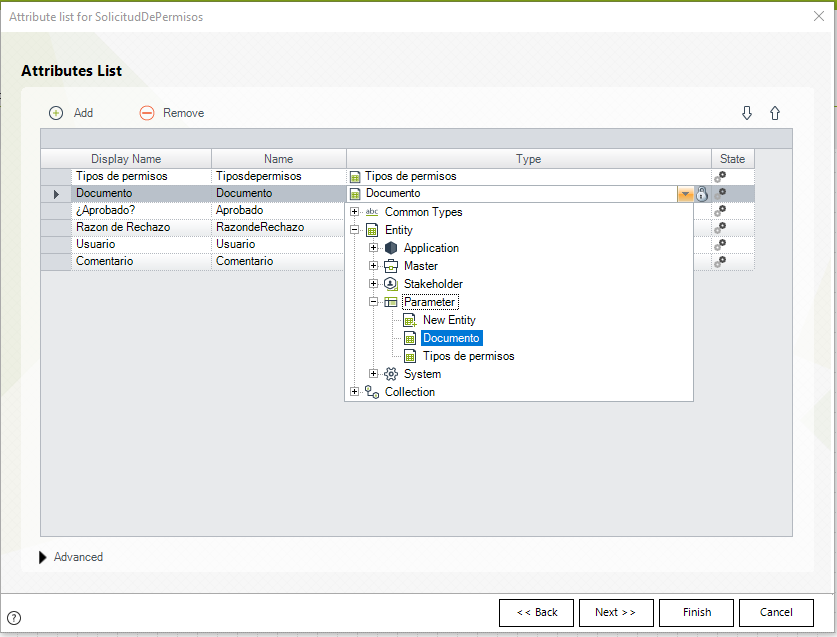 Attribute list for SolicitudDePermisos
Attributes List
Add Remove
Display Name Name Type State
Tipos de permisos Tiposdepermisos Tipos de permisos
Documento Documento Documento
¿Aprobado? Aprobado
Razon de Rechazo RazondeRechazo
Usuario Usuario
Comentario Comentario
abc Common Types
Entity
Application
Master
Stakeholder
Parameter
New Entity
Documento
Tipos de permisos
System
Collection
Advanced
?
<< Back Next >> Finish Cancel